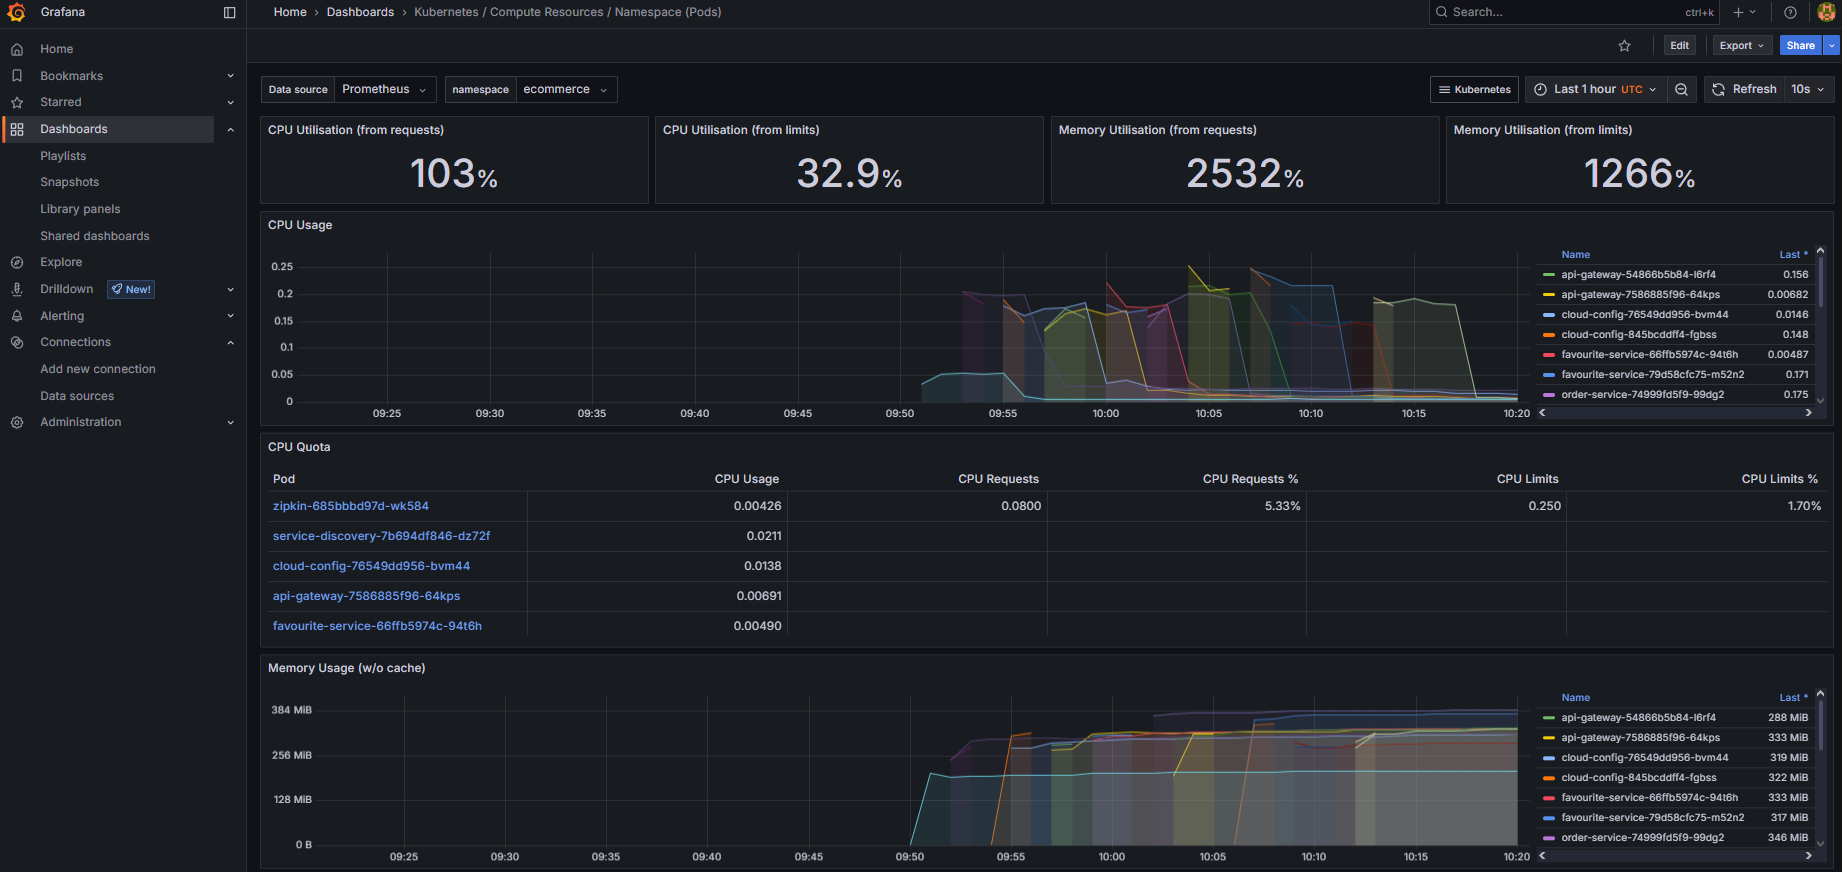 Grafana
Home › Dashboards › Kubernetes / Compute Resources / Namespace (Pods)
Search... ctrl+k
Edit Export Share
Home
Bookmarks
Starred
Dashboards
Playlists
Snapshots
Library panels
Shared dashboards
Explore
Drilldown New!
Alerting
Connections
Add new connection
Data sources
Administration
Data source Prometheus namespace ecommerce
Kubernetes Last 1 hour UTC Refresh 10s
CPU Utilisation (from requests)
103%
CPU Utilisation (from limits)
32.9%
Memory Utilisation (from requests)
2532%
Memory Utilisation (from limits)
1266%
CPU Usage
0.25
0.2
0.15
0.1
0.05
0
09:25 09:30 09:35 09:40 09:45 09:50 09:55 10:00 10:05 10:10 10:15 10:20
Name Last *
api-gateway-54866b5b84-l6rf4 0.156
api-gateway-7586885f96-64kps 0.00682
cloud-config-76549dd956-bvm44 0.0146
cloud-config-845bcddff4-fgbss 0.148
favourite-service-66ffb5974c-94t6h 0.00487
favourite-service-79d58cfc75-m52n2 0.171
order-service-74999fd5f9-99dg2 0.175
CPU Quota
Pod CPU Usage CPU Requests CPU Requests % CPU Limits CPU Limits %
zipkin-685bbbd97d-wk584 0.00426 0.0800 5.33% 0.250 1.70%
service-discovery-7b694df846-dz72f 0.0211
cloud-config-76549dd956-bvm44 0.0138
api-gateway-7586885f96-64kps 0.00691
favourite-service-66ffb5974c-94t6h 0.00490
Memory Usage (w/o cache)
384 MiB
256 MiB
128 MiB
0 B
09:25 09:30 09:35 09:40 09:45 09:50 09:55 10:00 10:05 10:10 10:15 10:20
Name Last *
api-gateway-54866b5b84-l6rf4 288 MiB
api-gateway-7586885f96-64kps 333 MiB
cloud-config-76549dd956-bvm44 319 MiB
cloud-config-845bcddff4-fgbss 322 MiB
favourite-service-66ffb5974c-94t6h 333 MiB
favourite-service-79d58cfc75-m52n2 317 MiB
order-service-74999fd5f9-99dg2 346 MiB